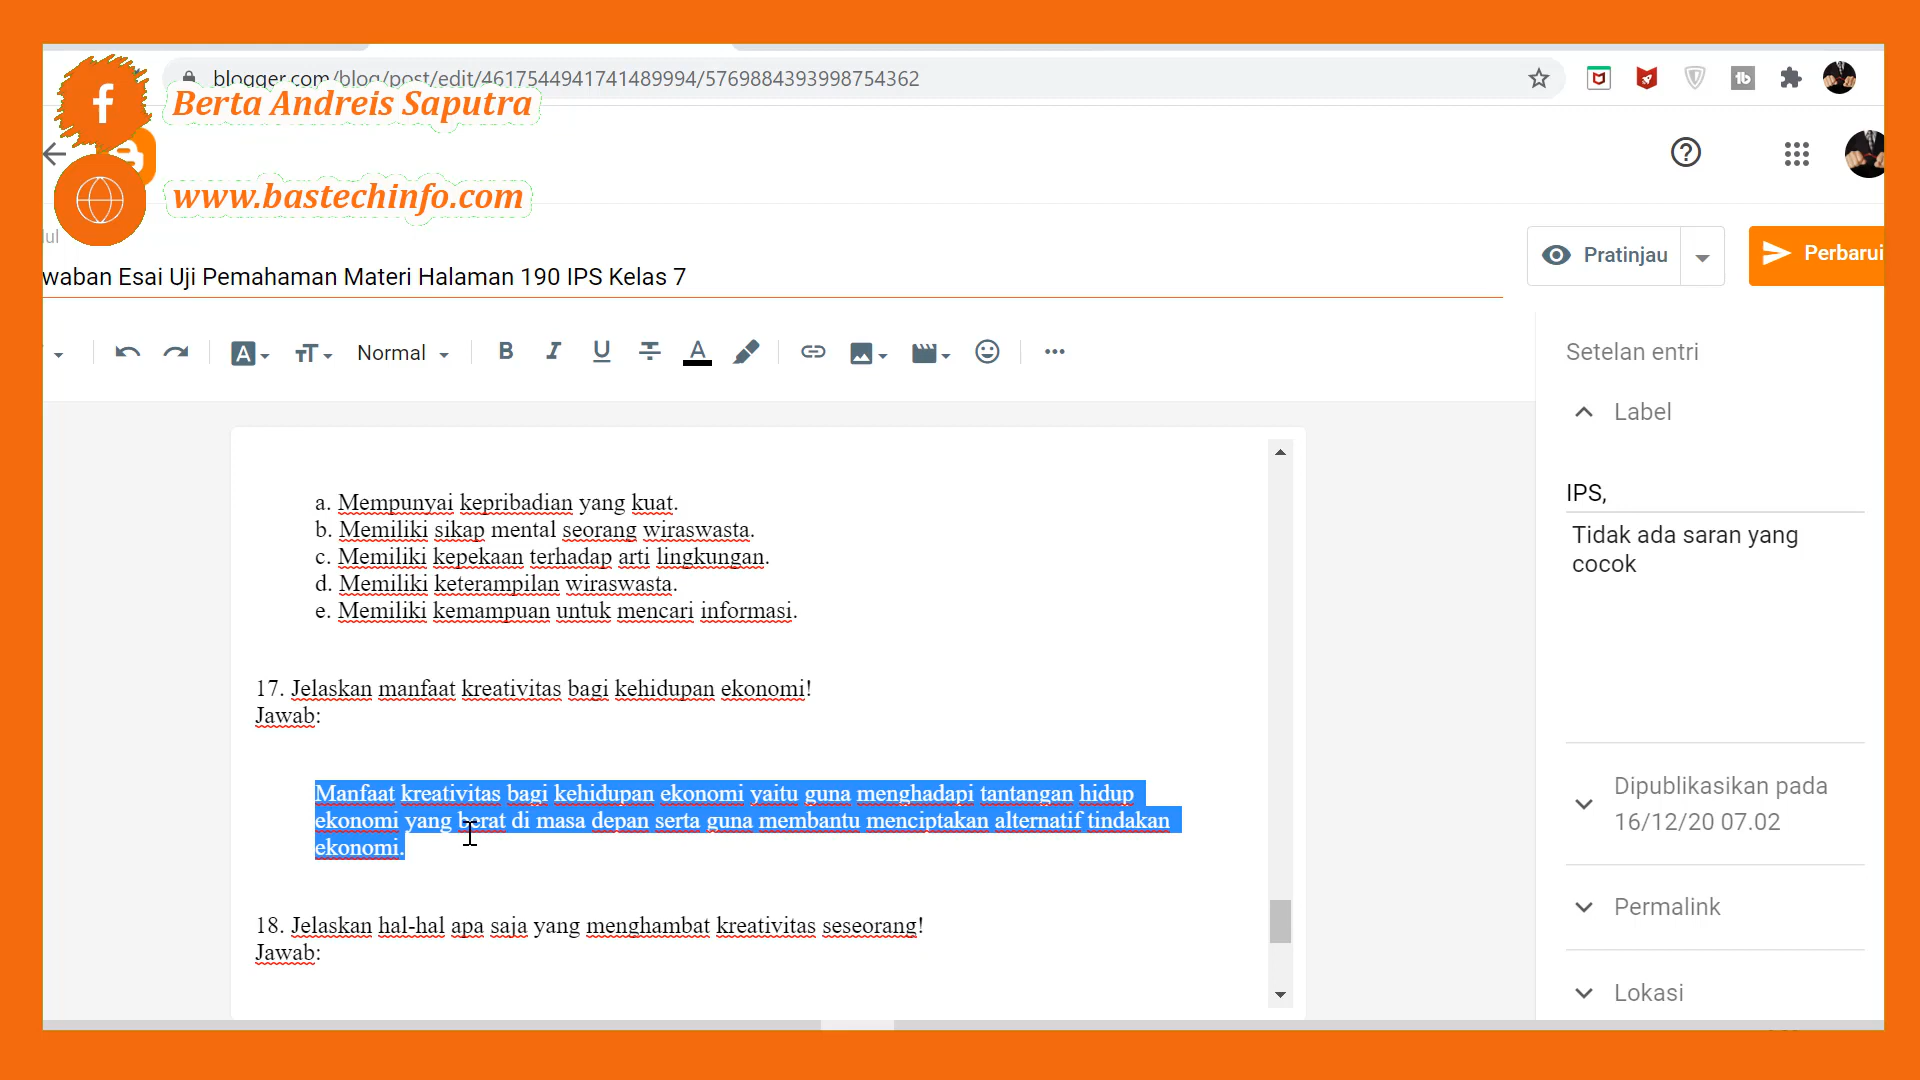 blogger.com/blog/post/edit/4617544941741489994/5769884393998754362
Berta Andreis Saputra
www.bastechinfo.com
waban Esai Uji Pemahaman Materi Halaman 190 IPS Kelas 7
Pratinjau
Perbarui
Normal
Setelan entri
Label
IPS,
Tidak ada saran yang
cocok
Dipublikasikan pada
16/12/20 07.02
Permalink
Lokasi
a. Mempunyai kepribadian yang kuat.
b. Memiliki sikap mental seorang wiraswasta.
c. Memiliki kepekaan terhadap arti lingkungan.
d. Memiliki keterampilan wiraswasta.
e. Memiliki kemampuan untuk mencari informasi.
17. Jelaskan manfaat kreativitas bagi kehidupan ekonomi!
Jawab:
Manfaat kreativitas bagi kehidupan ekonomi yaitu guna menghadapi tantangan hidup
ekonomi yang berat di masa depan serta guna membantu menciptakan alternatif tindakan
ekonomi.
18. Jelaskan hal-hal apa saja yang menghambat kreativitas seseorang!
Jawab: